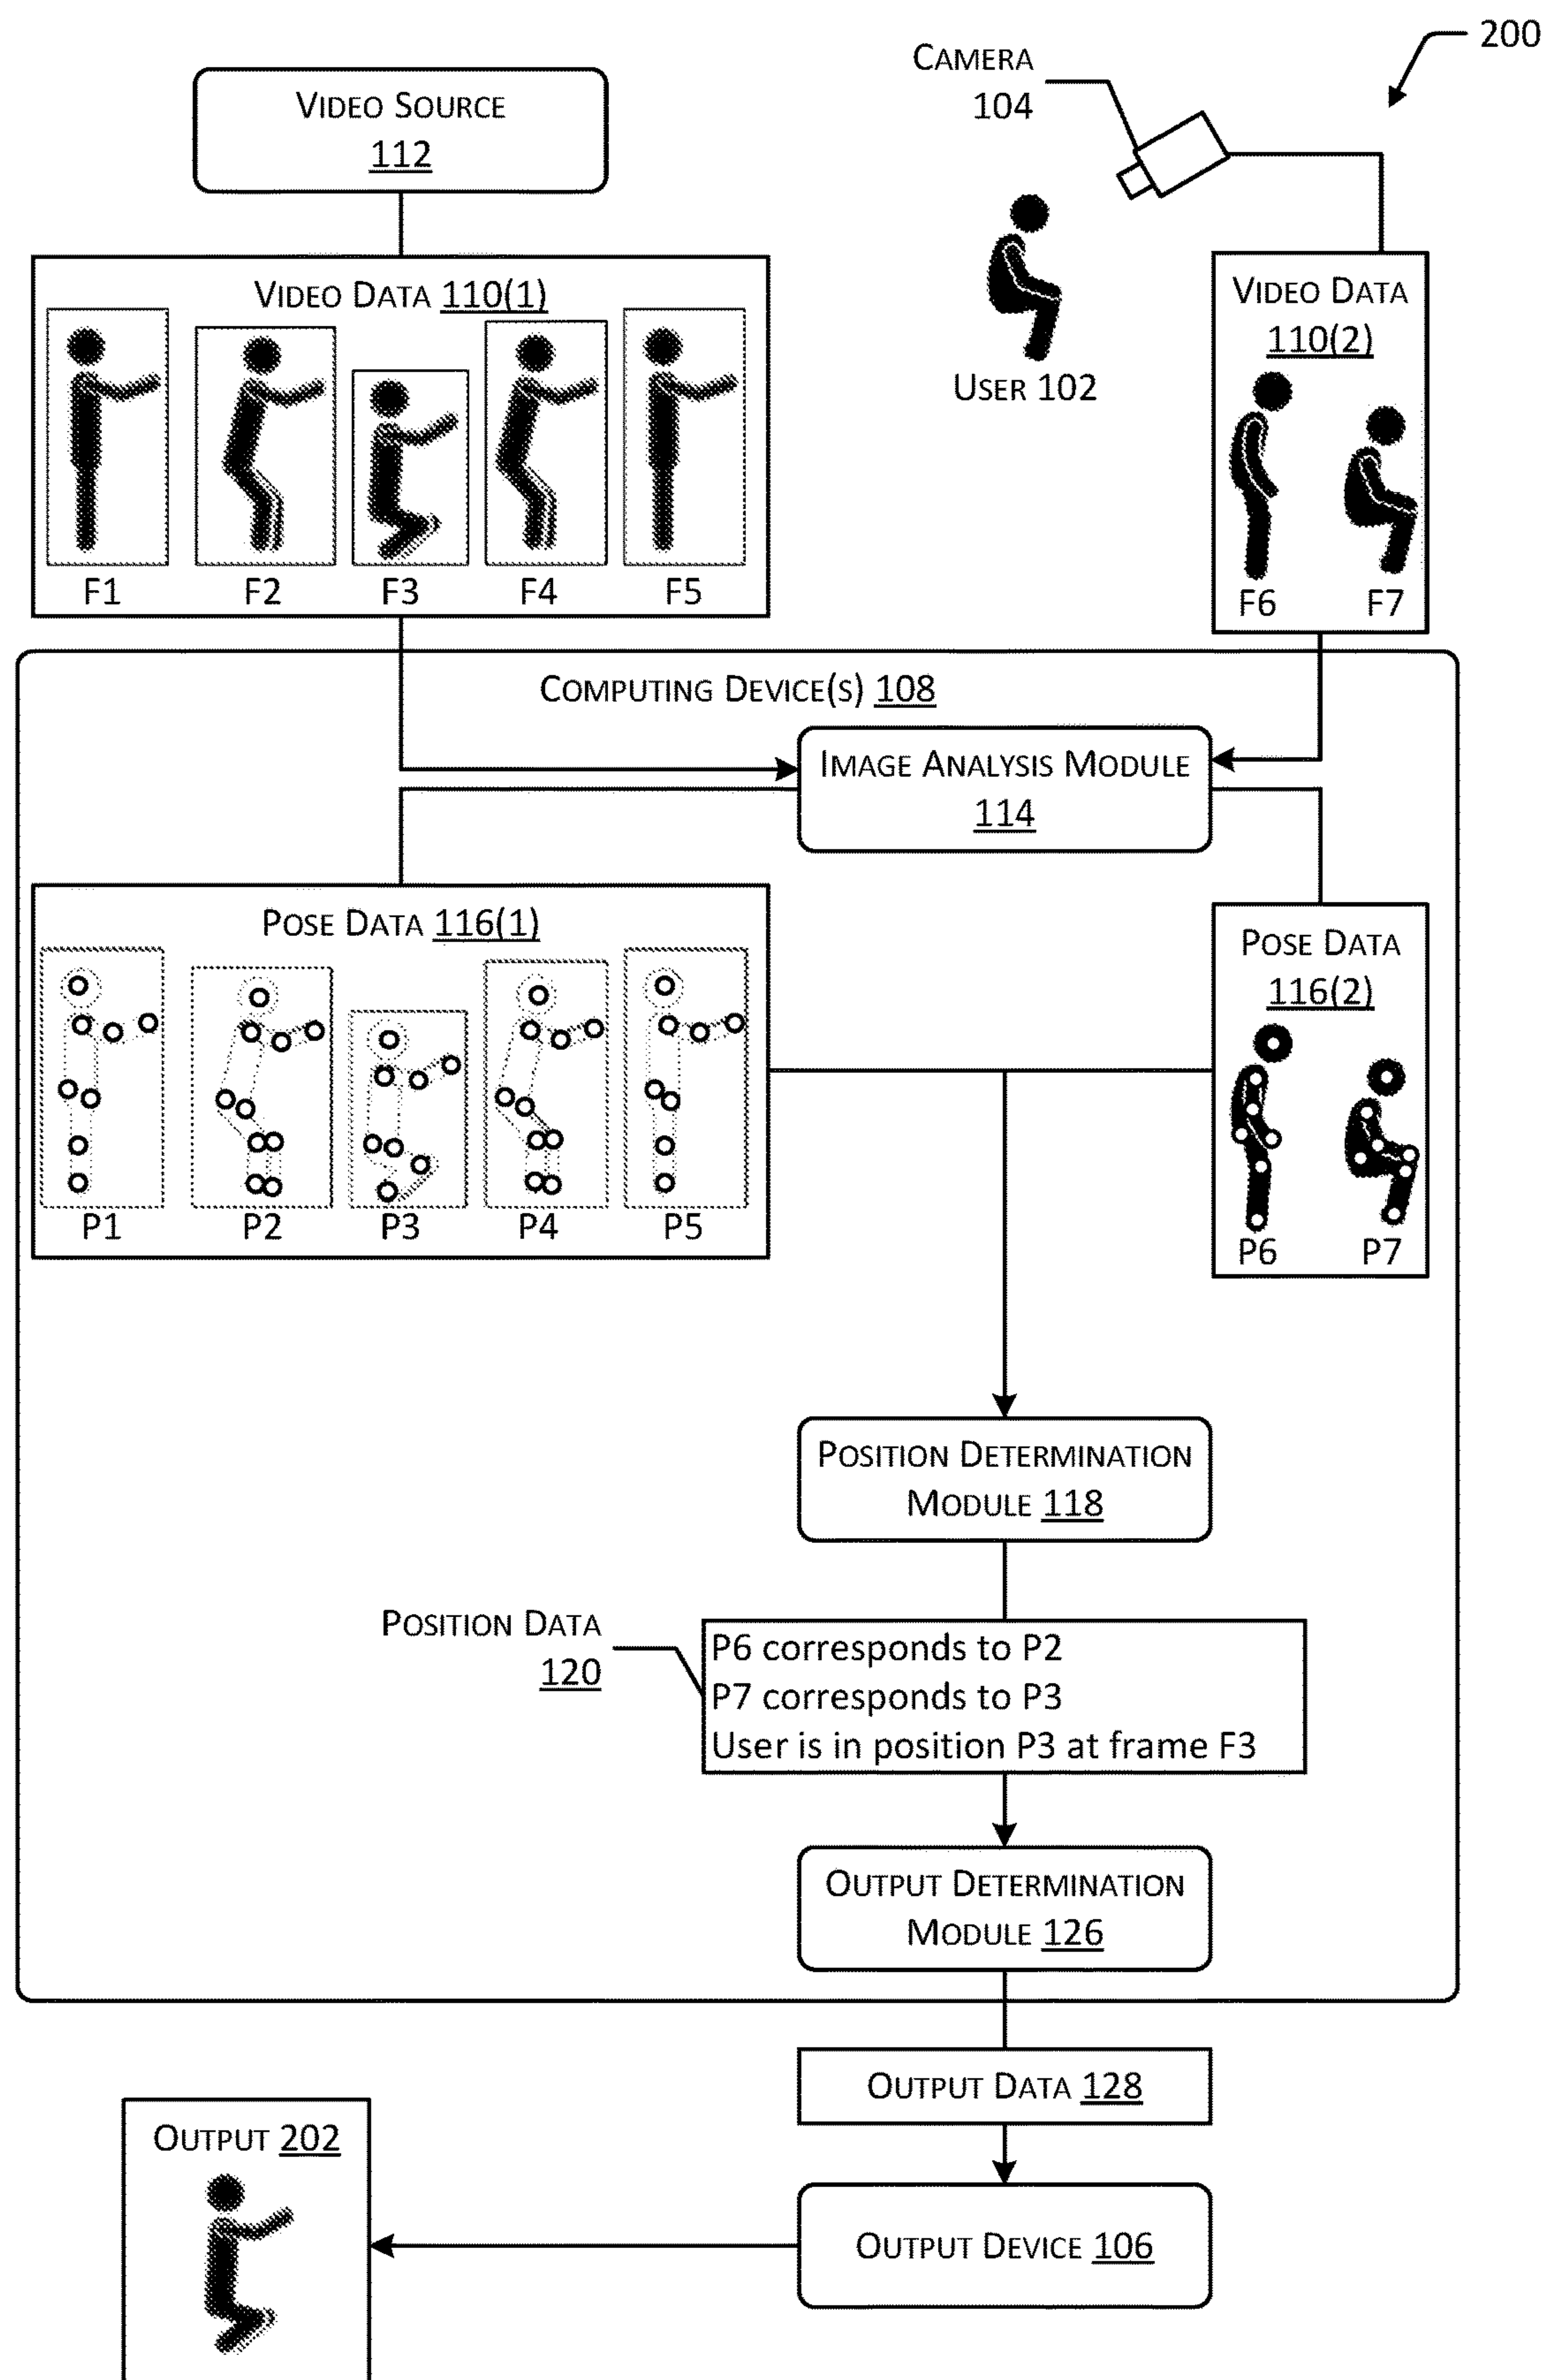 200
CAMERA
104
VIDEO SOURCE
112
VIDEO DATA 110(1)
F1 F2 F3 F4 F5
USER 102
VIDEO DATA
110(2)
F6 F7
COMPUTING DEVICE(S) 108
IMAGE ANALYSIS MODULE
114
POSE DATA 116(1)
P1 P2 P3 P4 P5
POSE DATA
116(2)
P6 P7
POSITION DETERMINATION
MODULE 118
POSITION DATA
120
P6 corresponds to P2
P7 corresponds to P3
User is in position P3 at frame F3
OUTPUT DETERMINATION
MODULE 126
OUTPUT DATA 128
OUTPUT 202
OUTPUT DEVICE 106